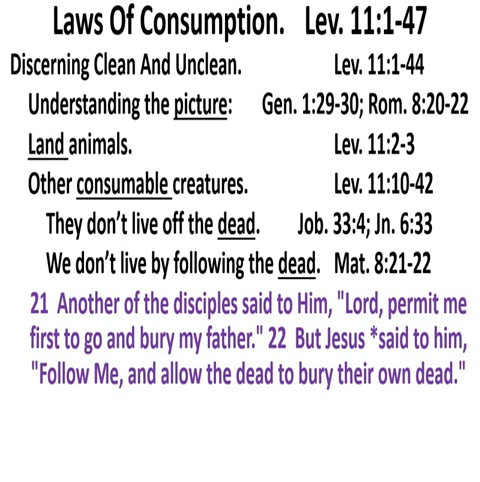 Laws Of Consumption. Lev. 11:1-47
Discerning Clean And Unclean. Lev. 11:1-44
Understanding the picture: Gen. 1:29-30; Rom. 8:20-22
Land animals. Lev. 11:2-3
Other consumable creatures. Lev. 11:10-42
They don't live off the dead. Job. 33:4; Jn. 6:33
We don't live by following the dead. Mat. 8:21-22
21 Another of the disciples said to Him, "Lord, permit me
first to go and bury my father." 22 But Jesus *said to him,
"Follow Me, and allow the dead to bury their own dead."